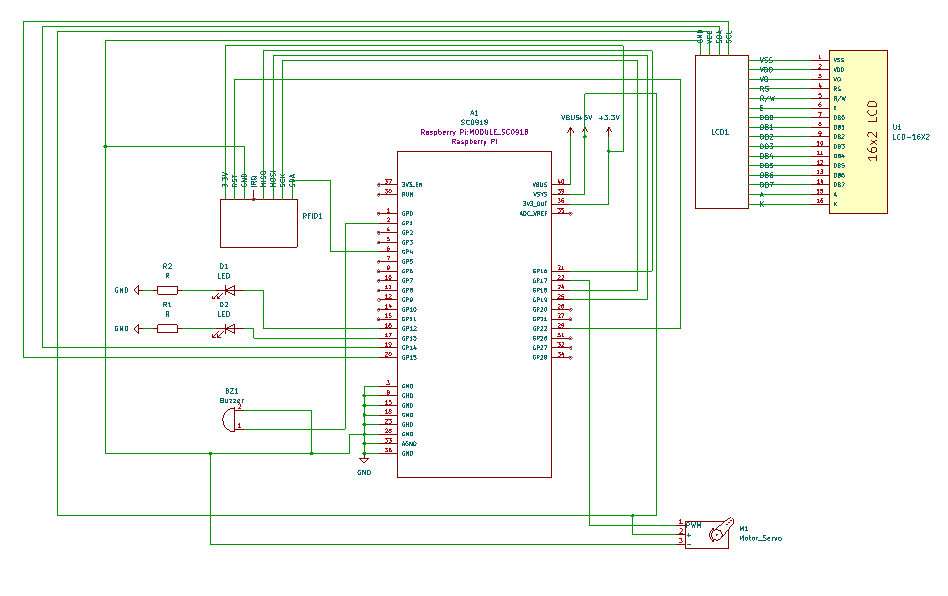 GND
VCC
SDA
SCL
A1
SC0918
Raspberry Pi:MODULE_SC0918
Raspberry Pi
VBUS
+5V
+3.3V
3.3V
RST
GND
IRQ
MISO
MOSI
SCK
SDA
RFID1
37 3V3_EN
30 RUN
1 GP0
2 GP1
4 GP2
5 GP3
6 GP4
7 GP5
9 GP6
10 GP7
11 GP8
12 GP9
14 GP10
15 GP11
16 GP12
17 GP13
19 GP14
20 GP15
3 GND
8 GND
13 GND
18 GND
23 GND
28 GND
33 AGND
38 GND
GND
VBUS 40
VSYS 39
3V3_OUT 36
ADC_VREF 35
GP16 21
GP17 22
GP18 24
GP19 25
GP20 26
GP21 27
GP22 29
GP26 31
GP27 32
GP28 34
R2
R
D1
LED
GND
R1
R
D2
LED
GND
BZ1
Buzzer
2
1
LCD1
VSS 1 VSS
VDD 2 VDD
VO 3 VO
RS 4 RS
R/W 5 R/W
E 6 E
DB0 7 DB0
DB1 8 DB1
DB2 9 DB2
DB3 10 DB3
DB4 11 DB4
DB5 12 DB5
DB6 13 DB6
DB7 14 DB7
A 15 A
K 16 K
16x2 LCD
U1
LCD-16X2
1 PWM
2 +
3 -
M1
Motor_Servo